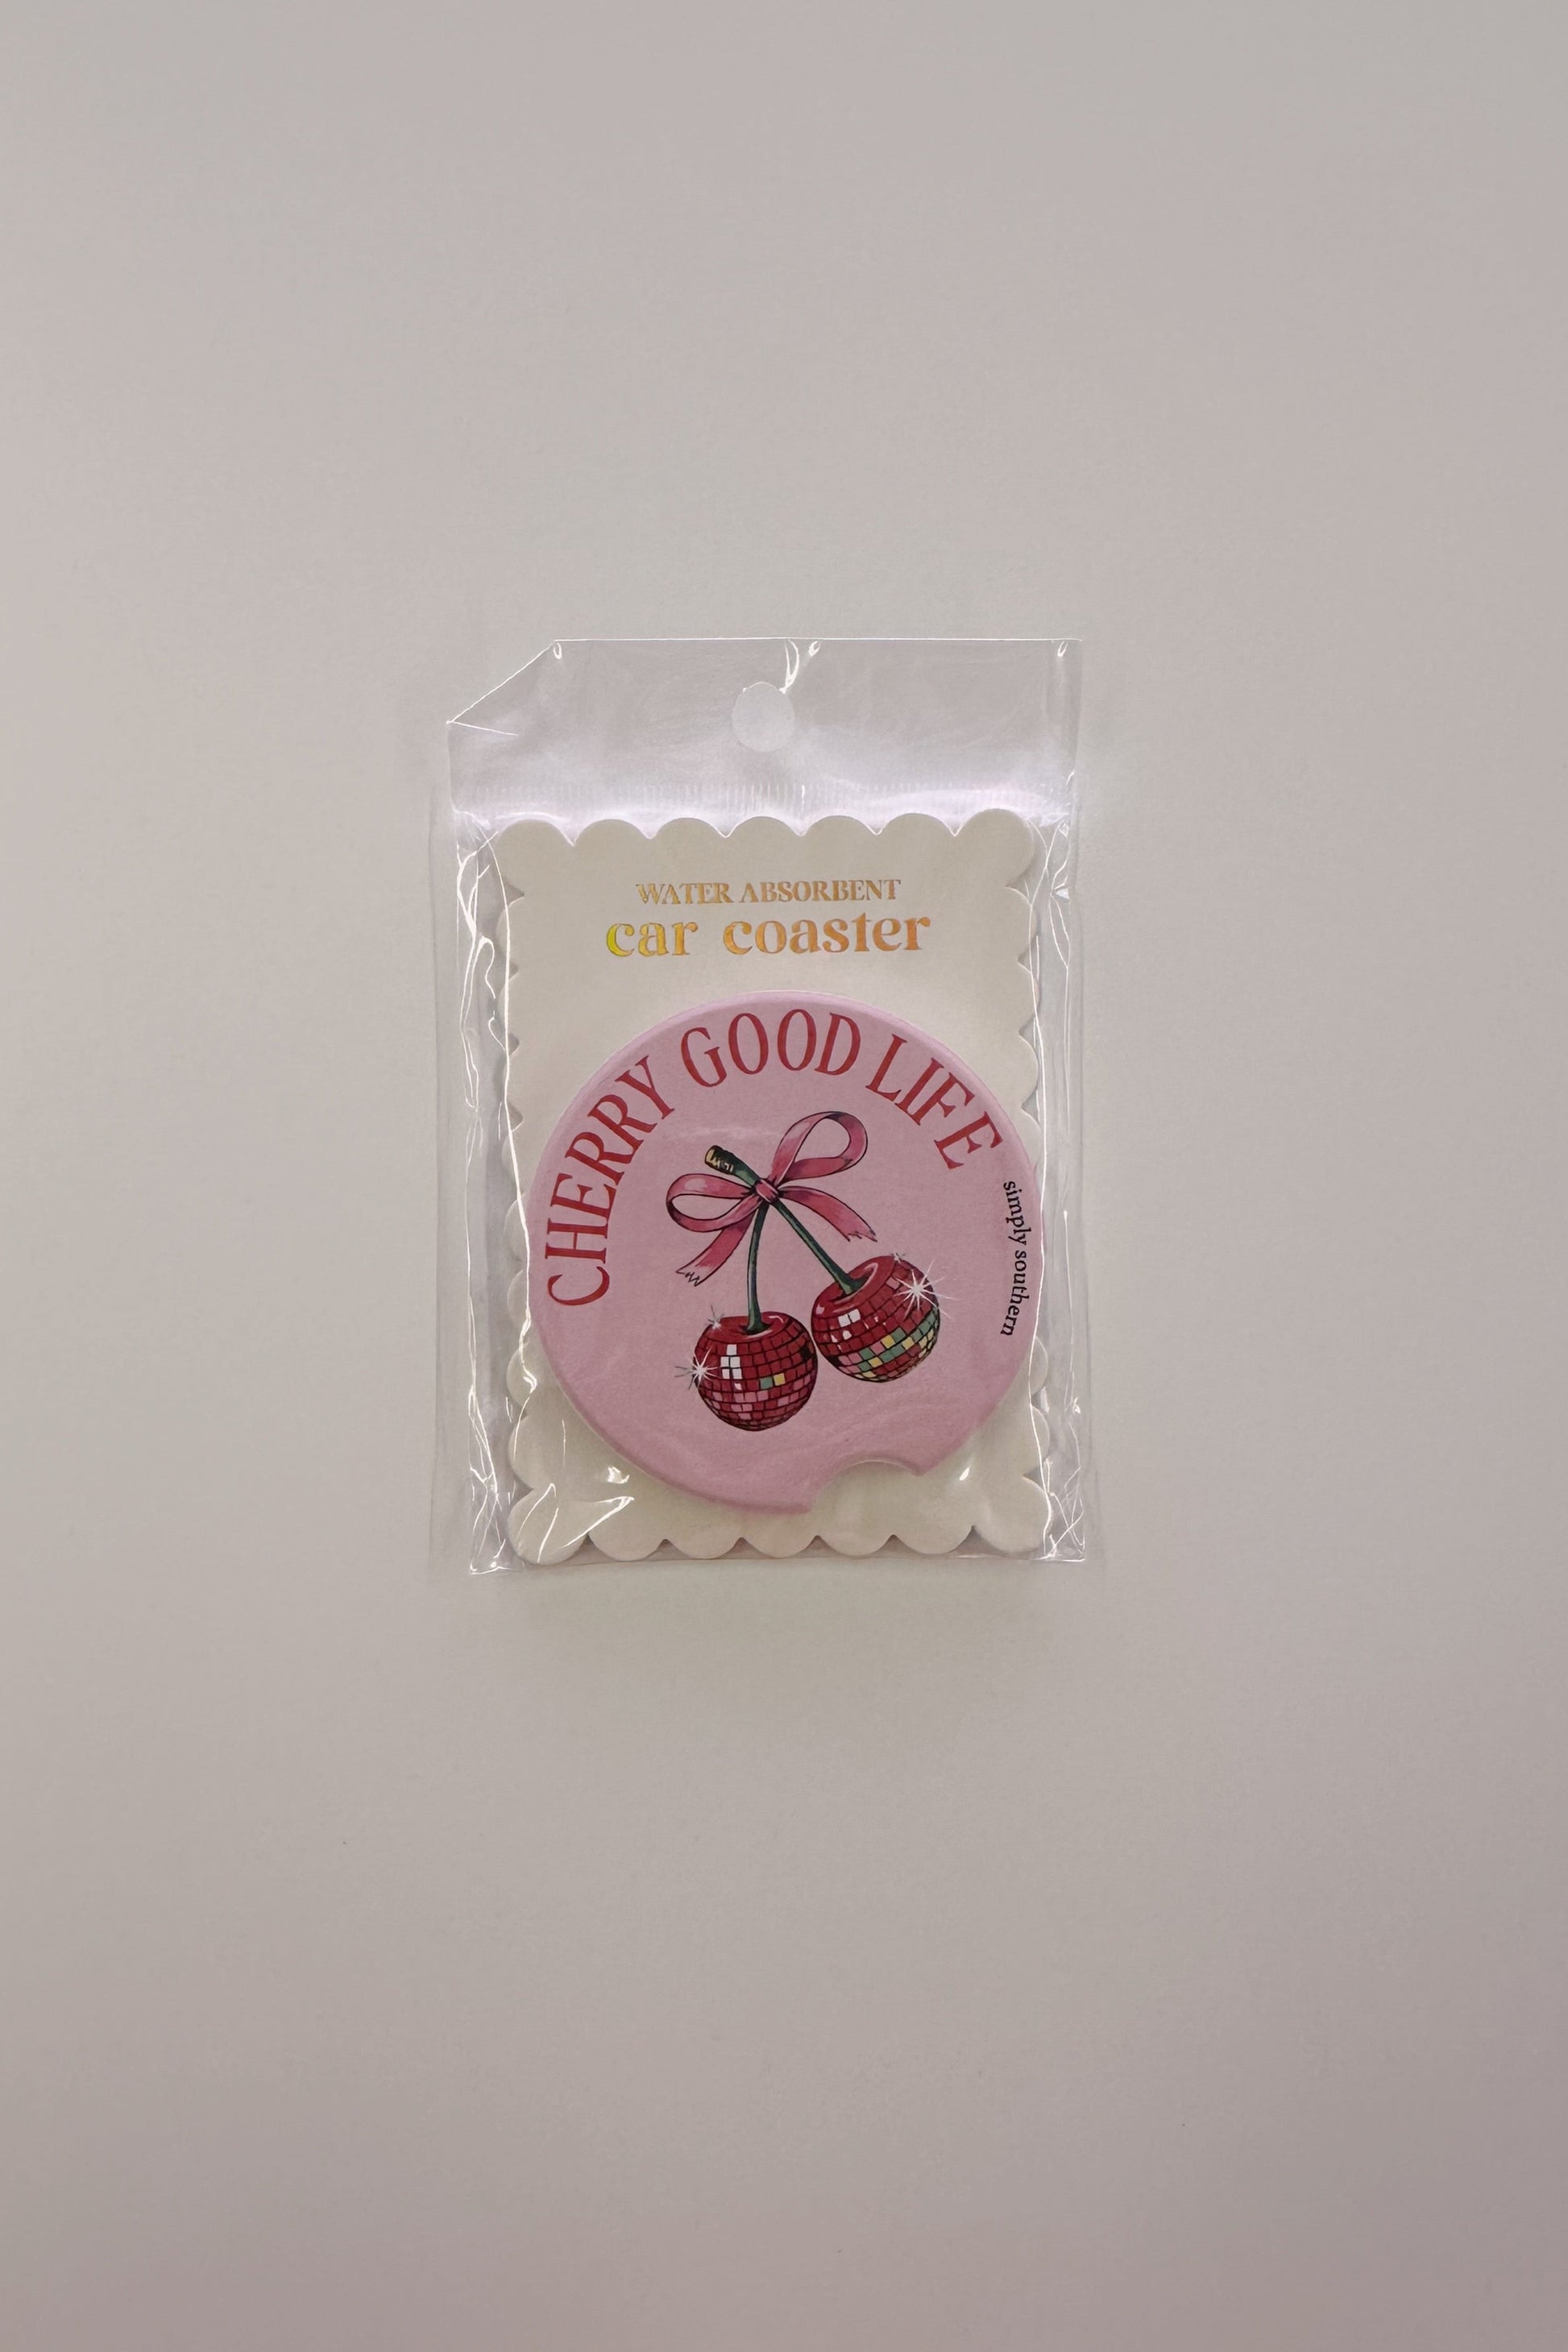 WATER ABSORBENT
car coaster
CHERRY GOOD LIFE
simply southern